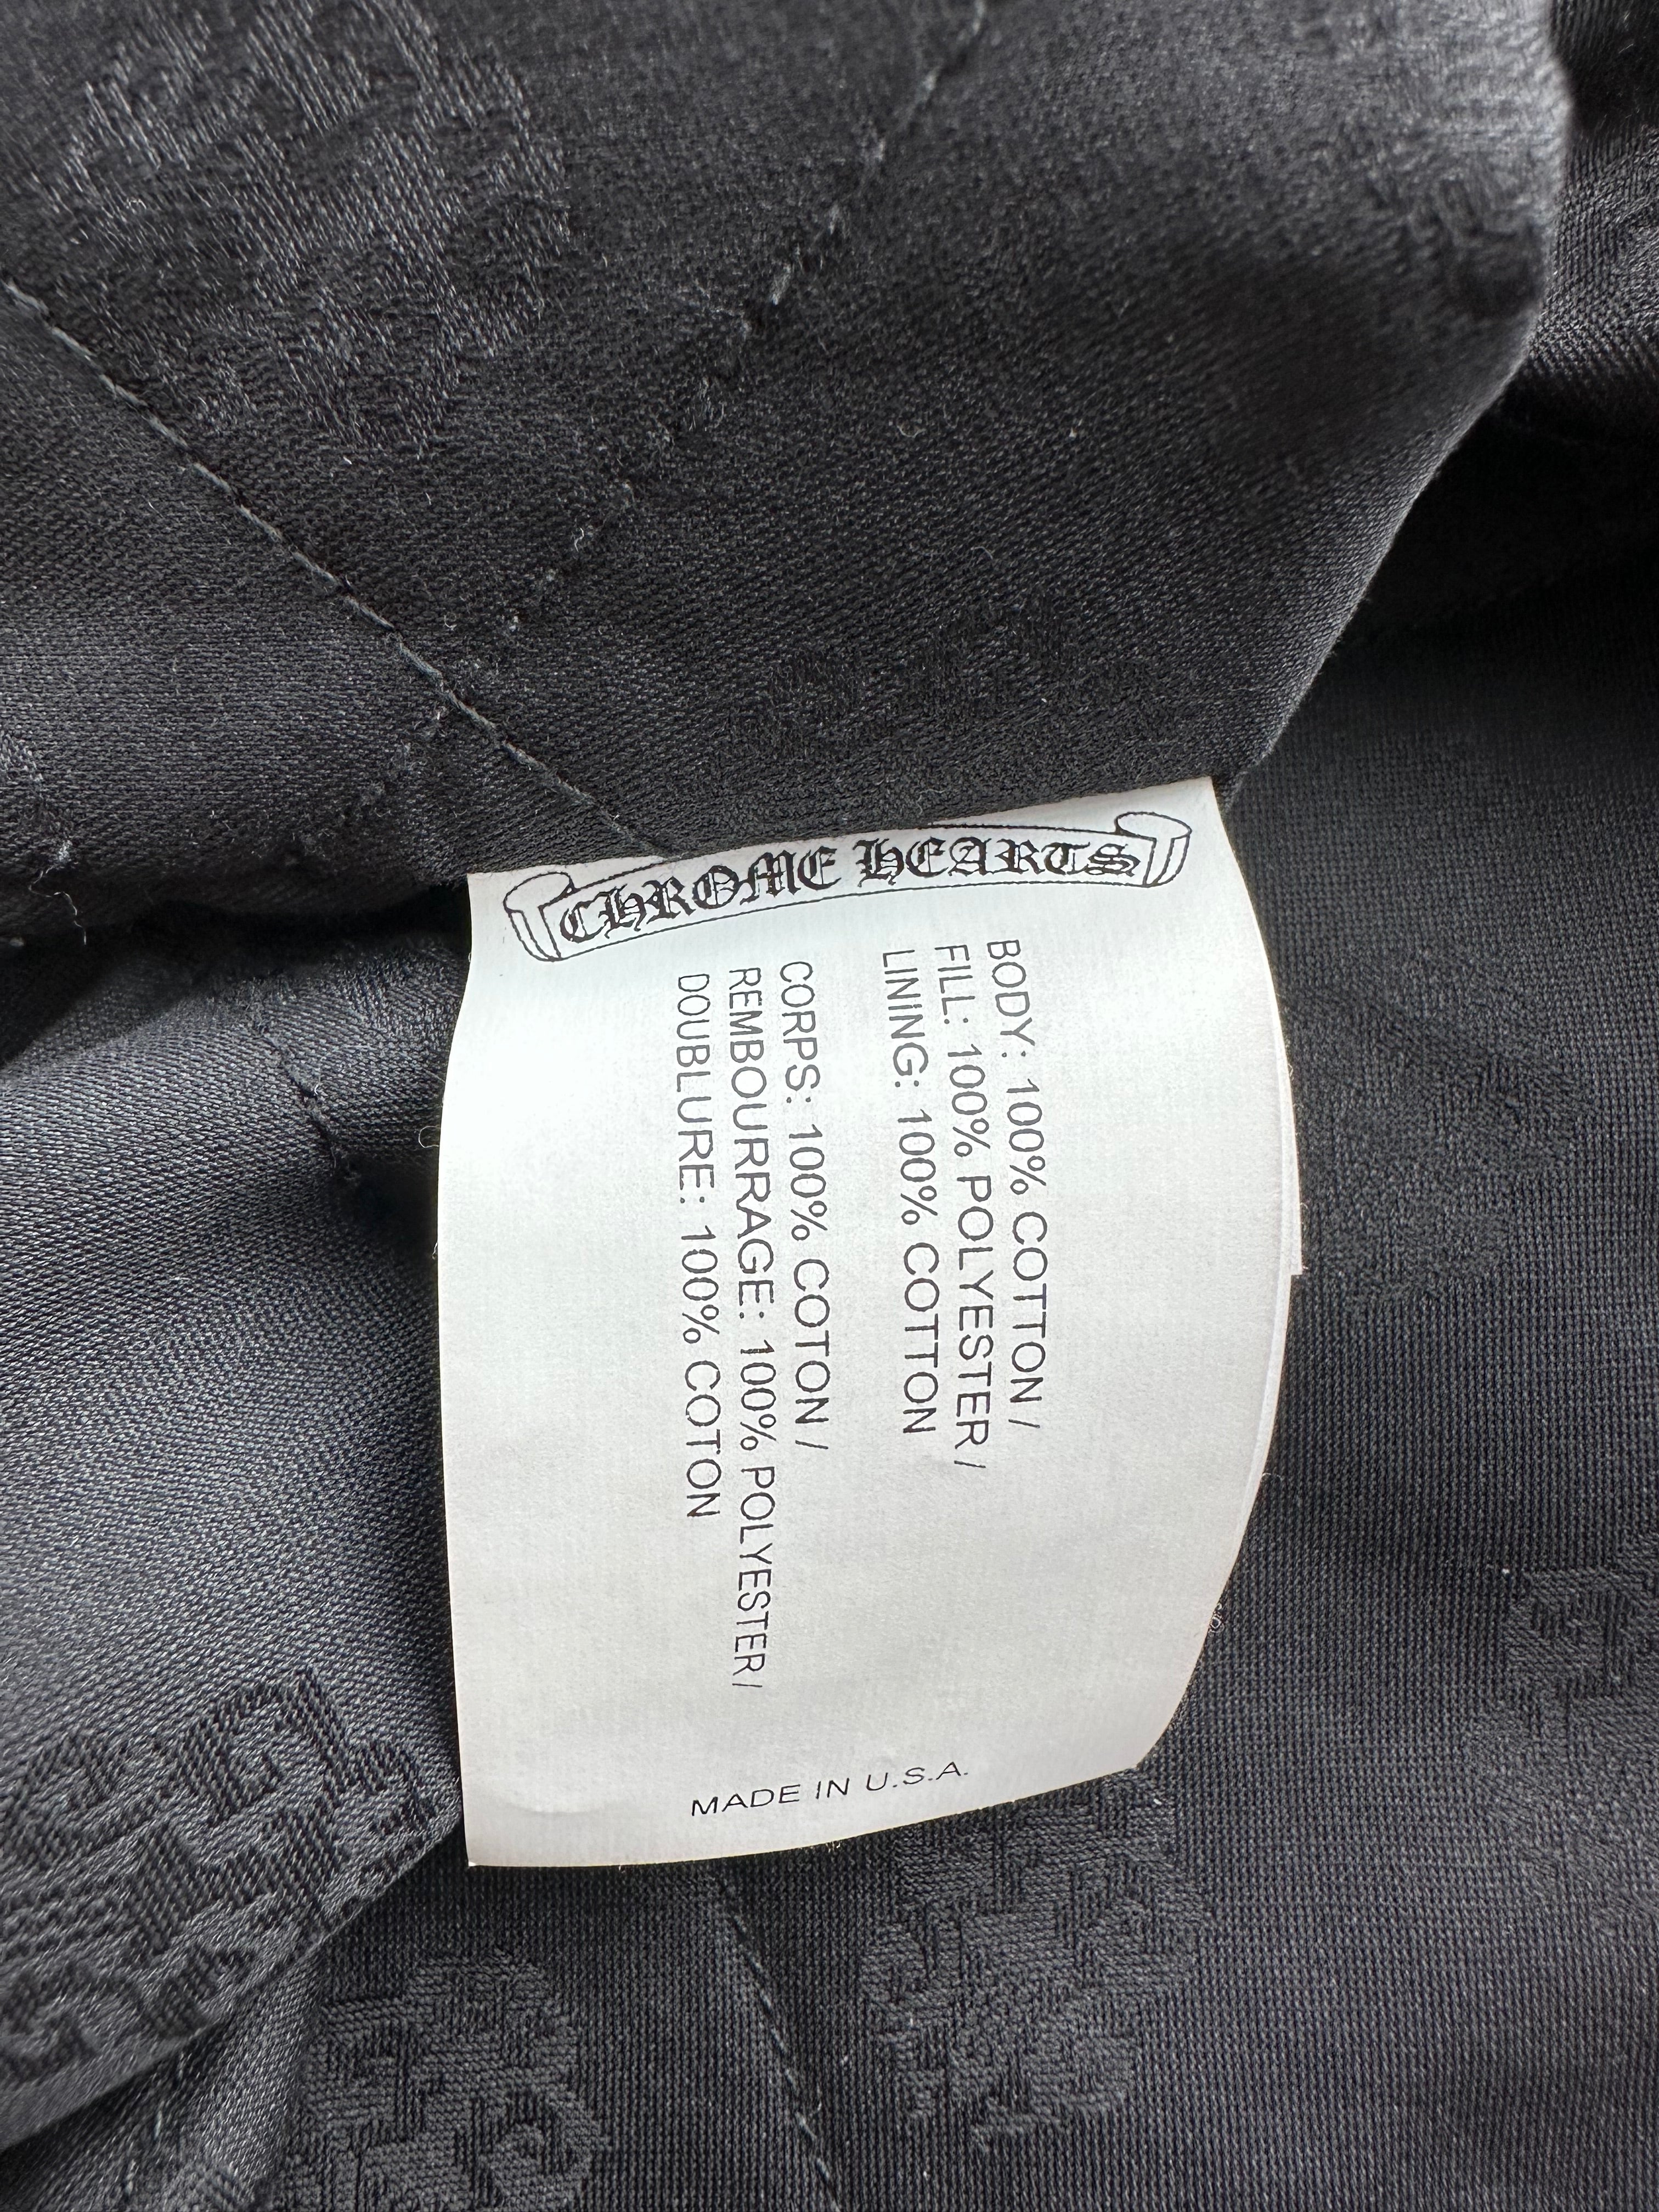 CHROME HEARTS
BODY: 100% COTTON /
FILL: 100% POLYESTER /
LINING: 100% COTTON
CORPS: 100% COTON /
REMBOURRAGE: 100% POLYESTER /
DOUBLURE: 100% COTON
MADE IN U.S.A.